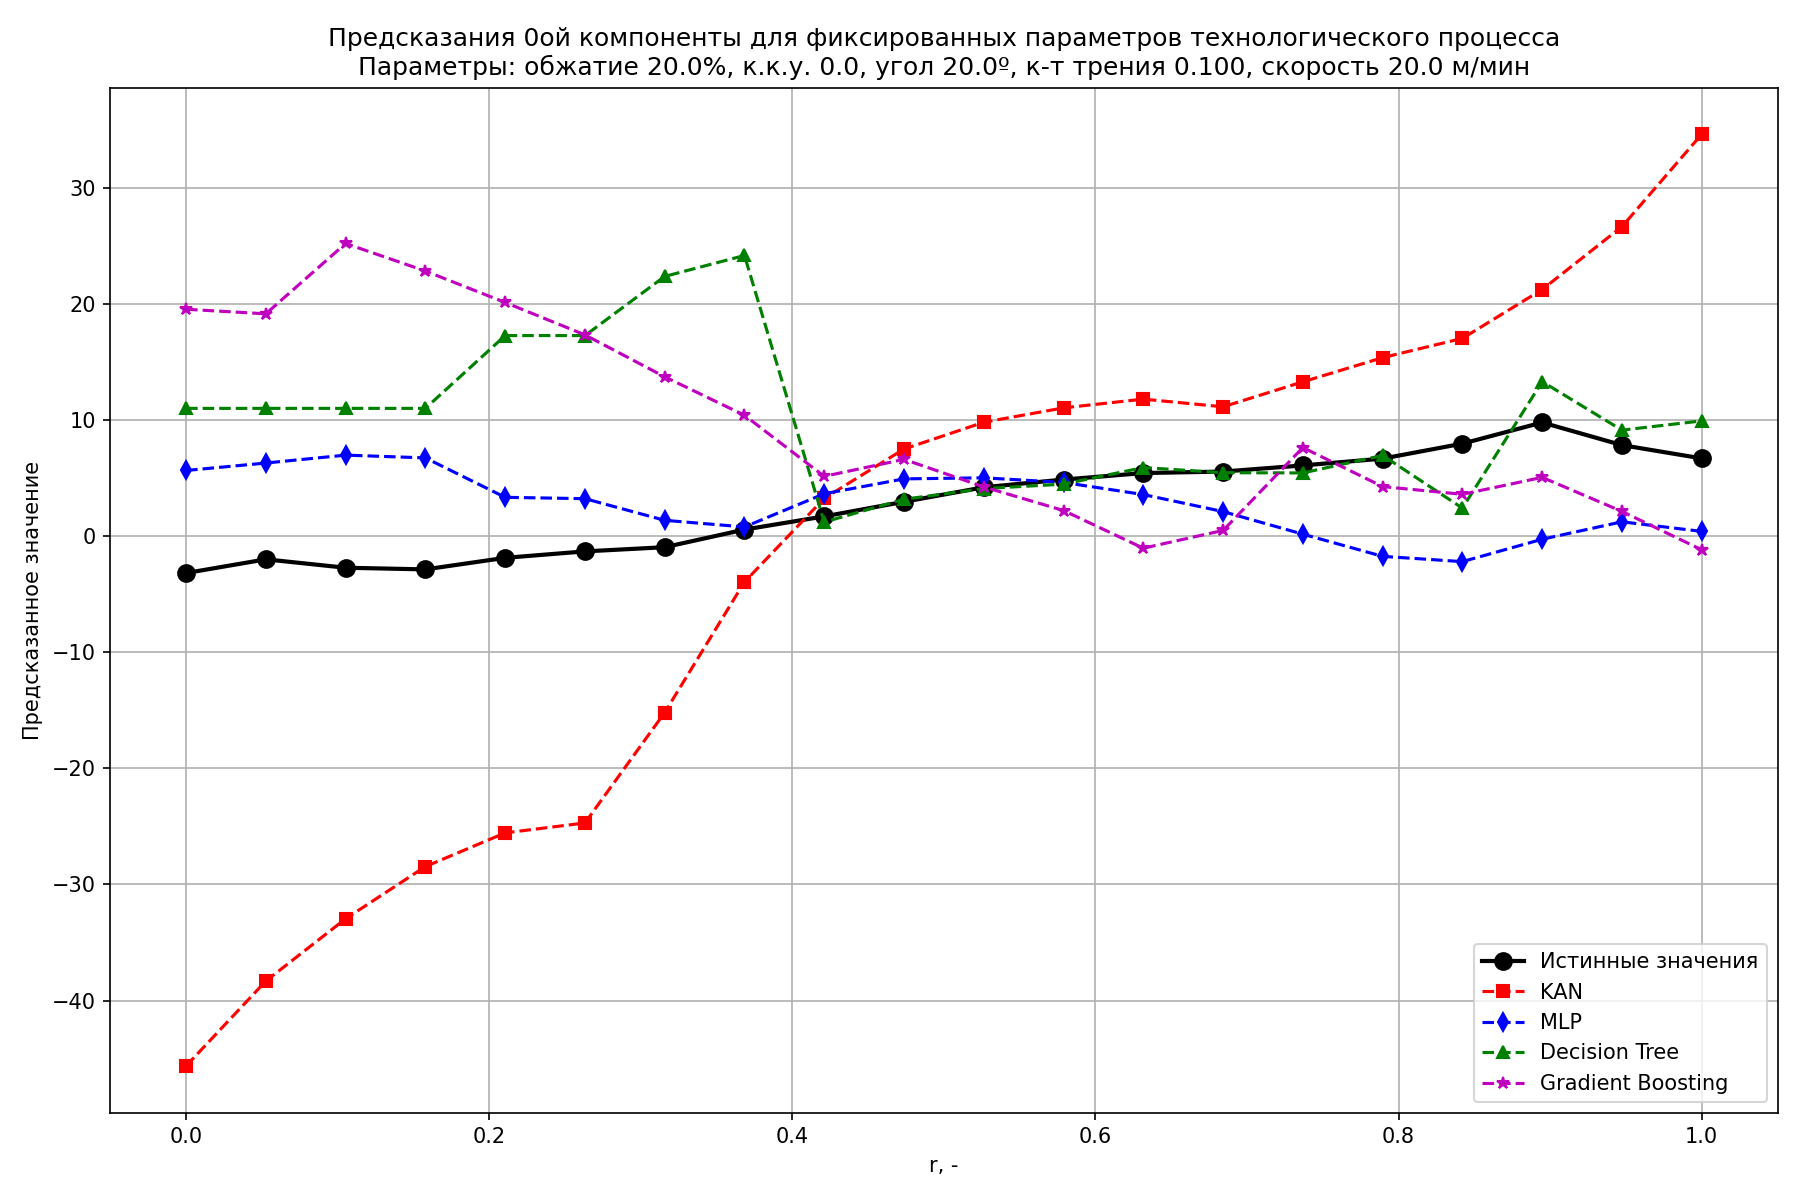 Предсказания 0ой компоненты для фиксированных параметров технологического процесса
Параметры: обжатие 20.0%, к.к.у. 0.0, угол 20.0º, к-т трения 0.100, скорость 20.0 м/мин
Предсказанное значение
30
20
10
0
−10
−20
−30
−40
0.0
0.2
0.4
0.6
0.8
1.0
r, -
Истинные значения
KAN
MLP
Decision Tree
Gradient Boosting